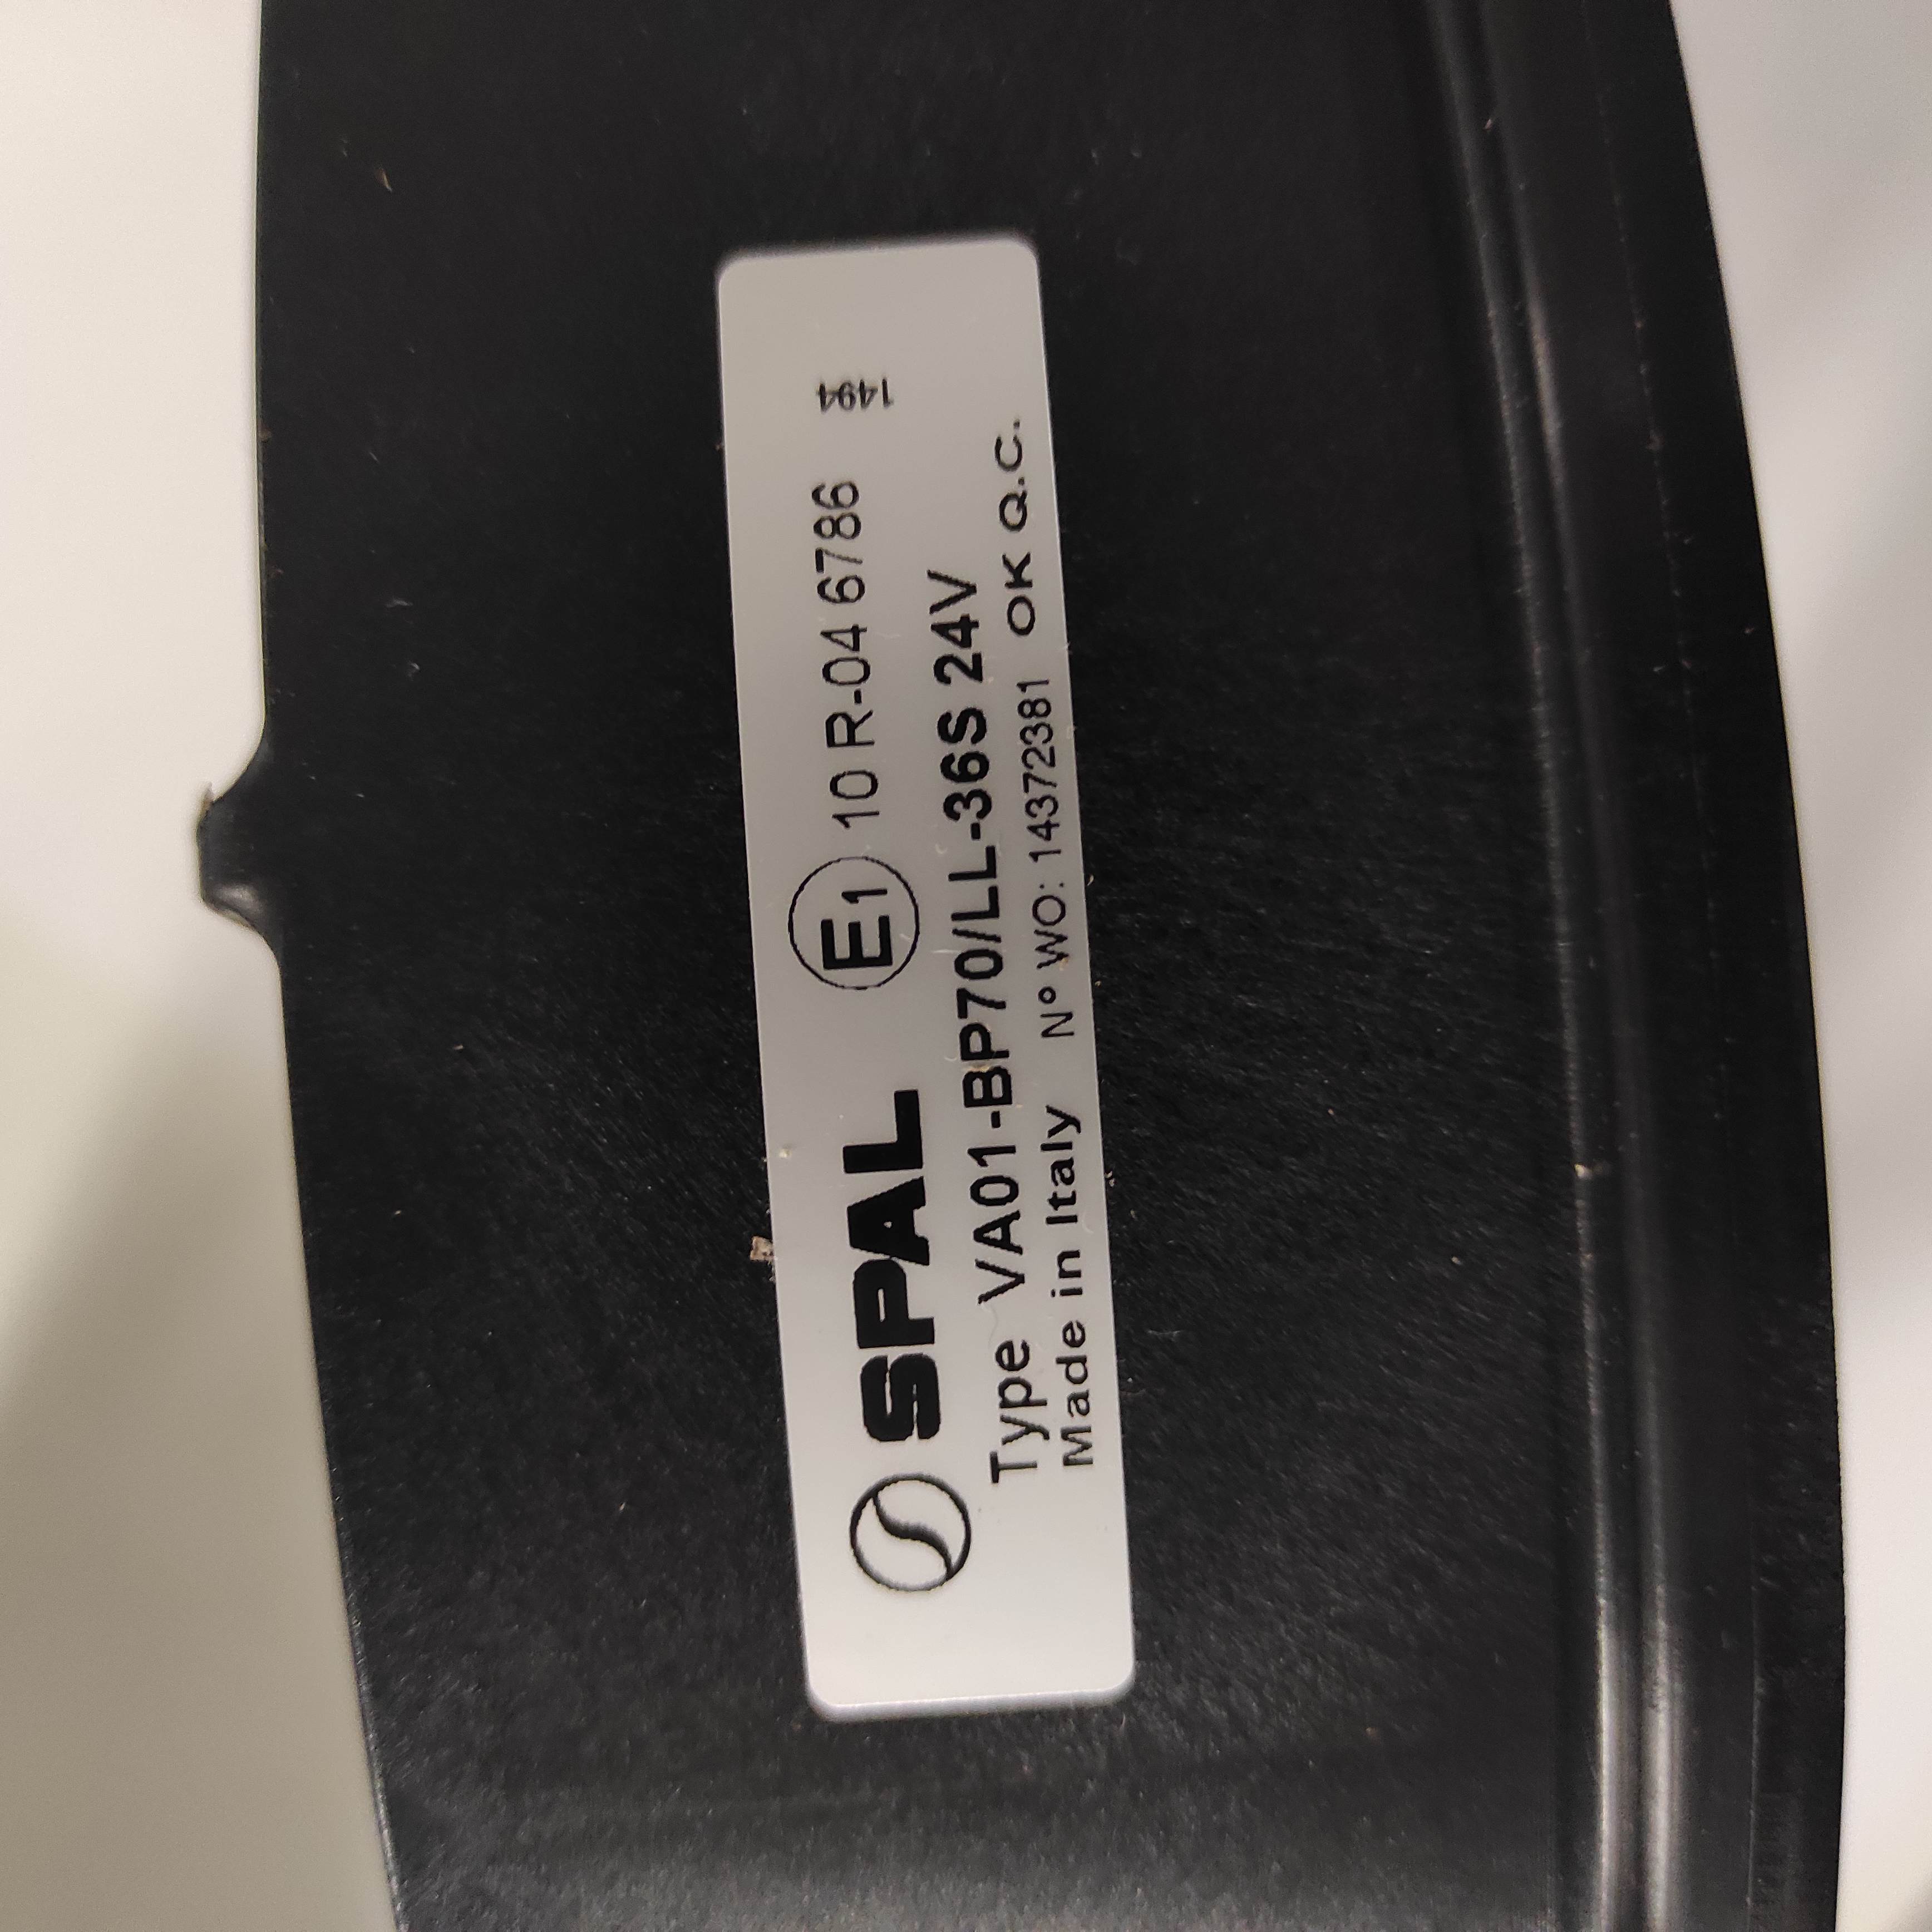 SPAL E1 10 R-04 6786 1494
Type VA01-BP70/LL-36S 24V
Made in Italy N° WO: 14372381 OK Q.C.